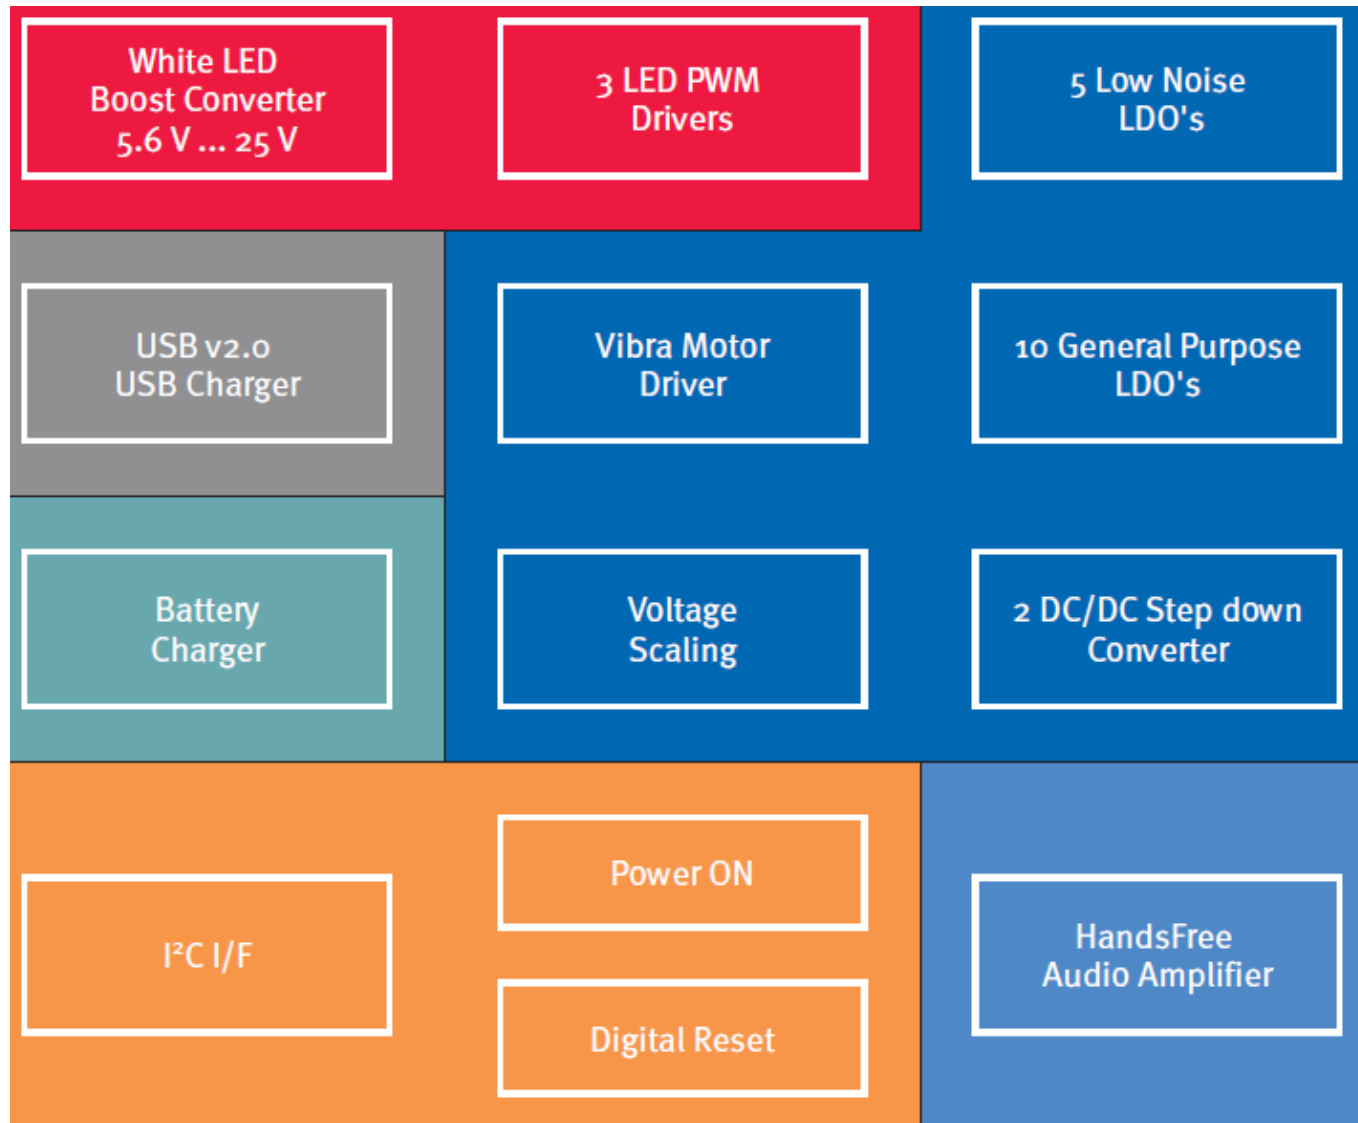 White LED
Boost Converter
5.6 V ... 25 V
3 LED PWM
Drivers
5 Low Noise
LDO's
USB v2.0
USB Charger
Vibra Motor
Driver
10 General Purpose
LDO's
Battery
Charger
Voltage
Scaling
2 DC/DC Step down
Converter
I²C I/F
Power ON
Digital Reset
HandsFree
Audio Amplifier